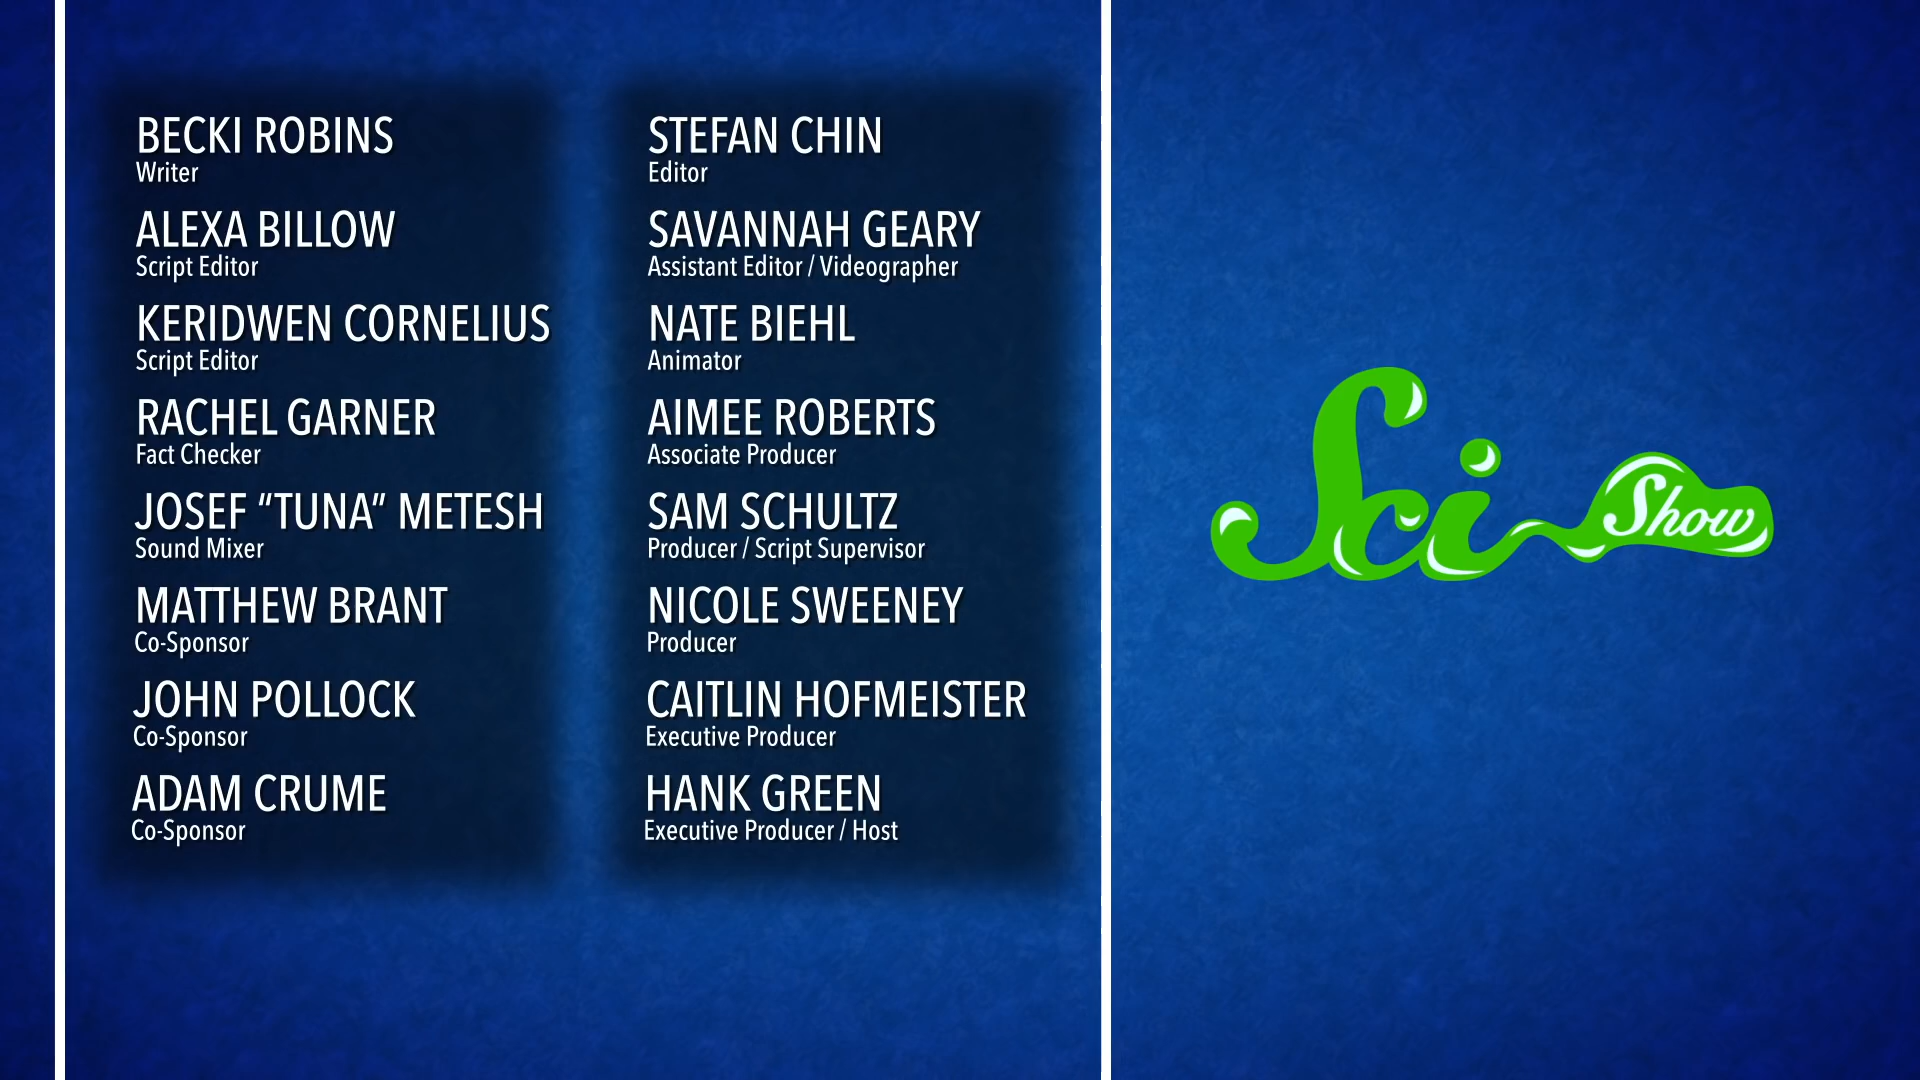 BECKI ROBINS
Writer
ALEXA BILLOW
Script Editor
KERIDWEN CORNELIUS
Script Editor
RACHEL GARNER
Fact Checker
JOSEF “TUNA” METESH
Sound Mixer
MATTHEW BRANT
Co-Sponsor
JOHN POLLOCK
Co-Sponsor
ADAM CRUME
Co-Sponsor
STEFAN CHIN
Editor
SAVANNAH GEARY
Assistant Editor / Videographer
NATE BIEHL
Animator
AIMEE ROBERTS
Associate Producer
SAM SCHULTZ
Producer / Script Supervisor
NICOLE SWEENEY
Producer
CAITLIN HOFMEISTER
Executive Producer
HANK GREEN
Executive Producer / Host
Sci Show